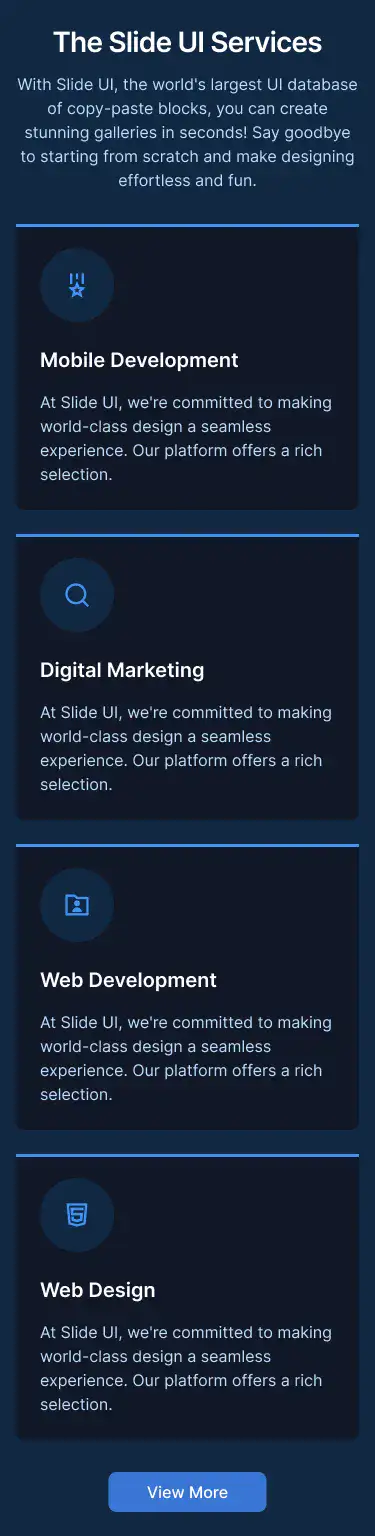 The Slide UI Services
With Slide UI, the world's largest UI database
of copy-paste blocks, you can create
stunning galleries in seconds! Say goodbye
to starting from scratch and make designing
effortless and fun.
Mobile Development
At Slide UI, we're committed to making
world-class design a seamless
experience. Our platform offers a rich
selection.
Digital Marketing
At Slide UI, we're committed to making
world-class design a seamless
experience. Our platform offers a rich
selection.
Web Development
At Slide UI, we're committed to making
world-class design a seamless
experience. Our platform offers a rich
selection.
Web Design
At Slide UI, we're committed to making
world-class design a seamless
experience. Our platform offers a rich
selection.
View More